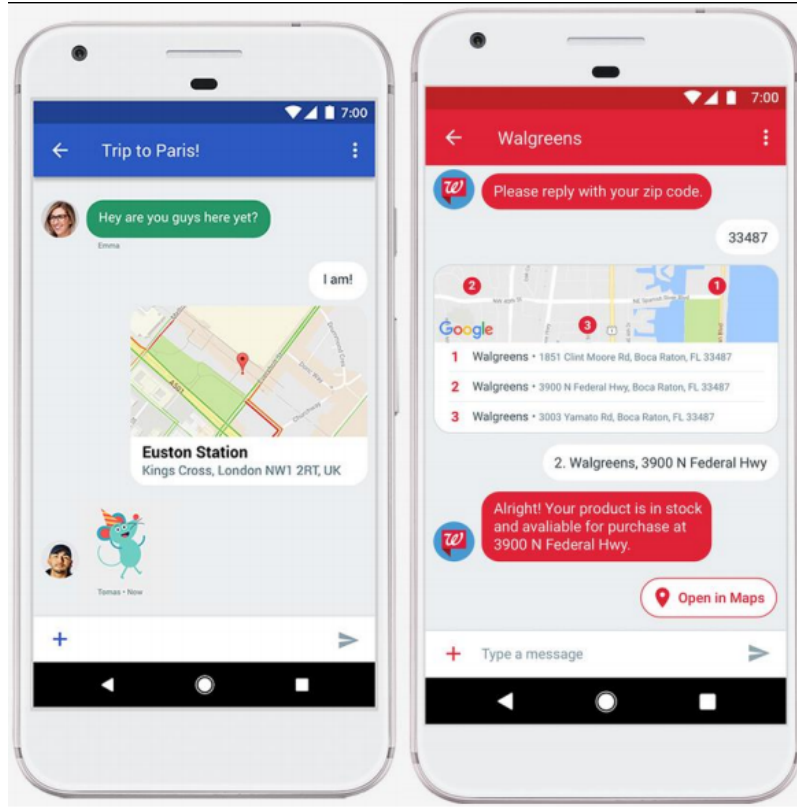 7:00
Trip to Paris!
Hey are you guys here yet?
Emma
I am!
A501
Euston Station
Kings Cross, London NW1 2RT, UK
Tomas • Now
7:00
Walgreens
Please reply with your zip code.
33487
2
1
3
Google
1 Walgreens • 1851 Clint Moore Rd, Boca Raton, FL 33487
2 Walgreens • 3900 N Federal Hwy, Boca Raton, FL 33487
3 Walgreens • 3003 Yamato Rd, Boca Raton, FL 33487
2. Walgreens, 3900 N Federal Hwy
Alright! Your product is in stock
and avaliable for purchase at
3900 N Federal Hwy.
Open in Maps
Type a message